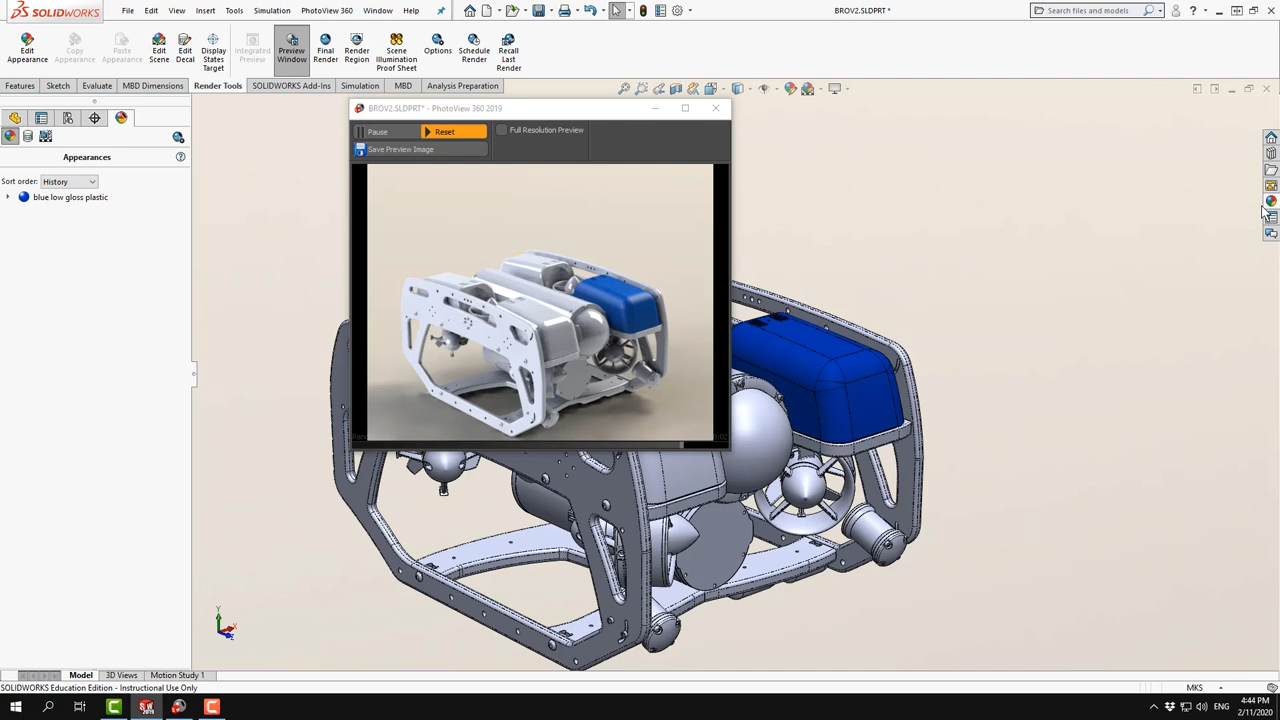 SOLIDWORKS File Edit View Insert Tools Simulation PhotoView 360 Window Help BROV2.SLDPRT * Search files and models
Edit Appearance
Copy Appearance
Paste Appearance
Edit Scene
Edit Decal
Display States Target
Integrated Preview
Preview Window
Final Render
Render Region
Scene Illumination Proof Sheet
Options
Schedule Render
Recall Last Render
Features Sketch Evaluate MBD Dimensions Render Tools SOLIDWORKS Add-Ins Simulation MBD Analysis Preparation
BROV2.SLDPRT* - PhotoView 360 2019
Pause Reset Full Resolution Preview
Save Preview Image
Appearances
Sort order: History
blue low gloss plastic
Y
X
Z
Model 3D Views Motion Study 1
SOLIDWORKS Education Edition - Instructional Use Only MKS
ENG 4:44 PM
2/11/2020